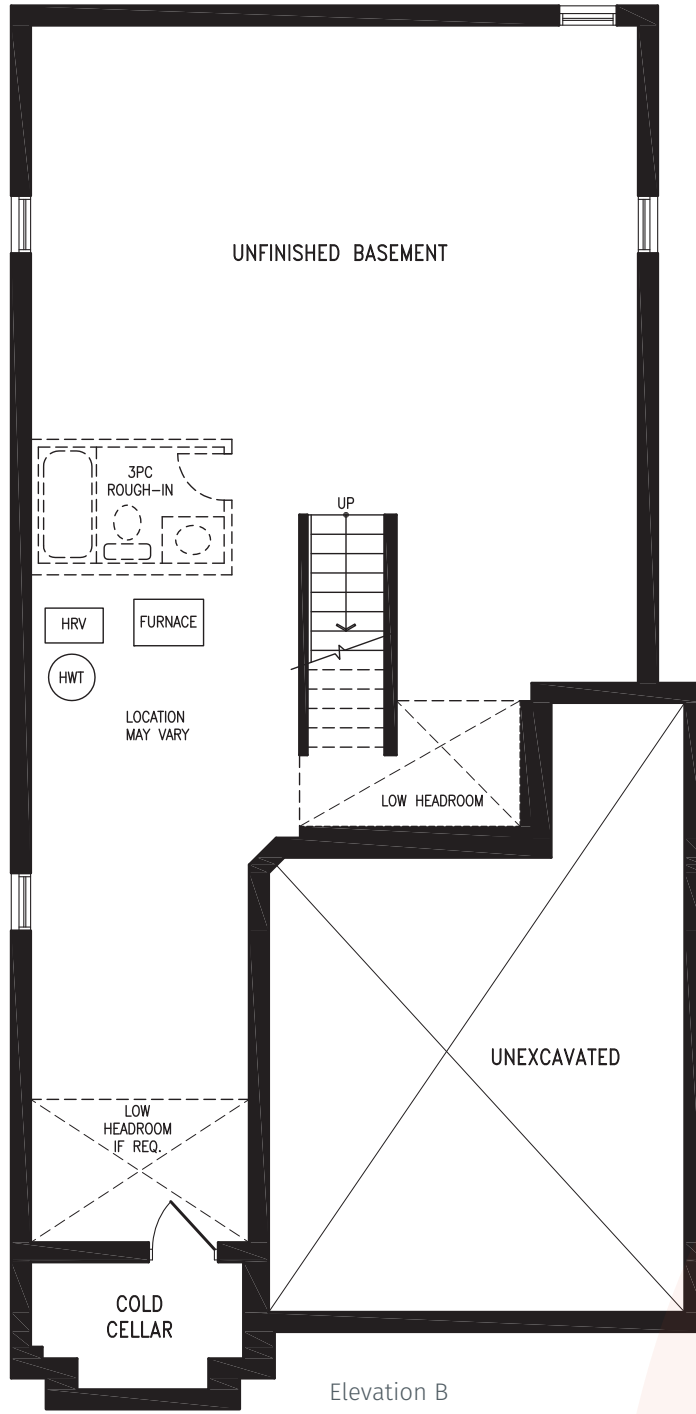 UNFINISHED BASEMENT
3PC
ROUGH-IN
UP
HRV
FURNACE
HWT
LOCATION
MAY VARY
LOW HEADROOM
UNEXCAVATED
LOW
HEADROOM
IF REQ.
COLD
CELLAR
Elevation B